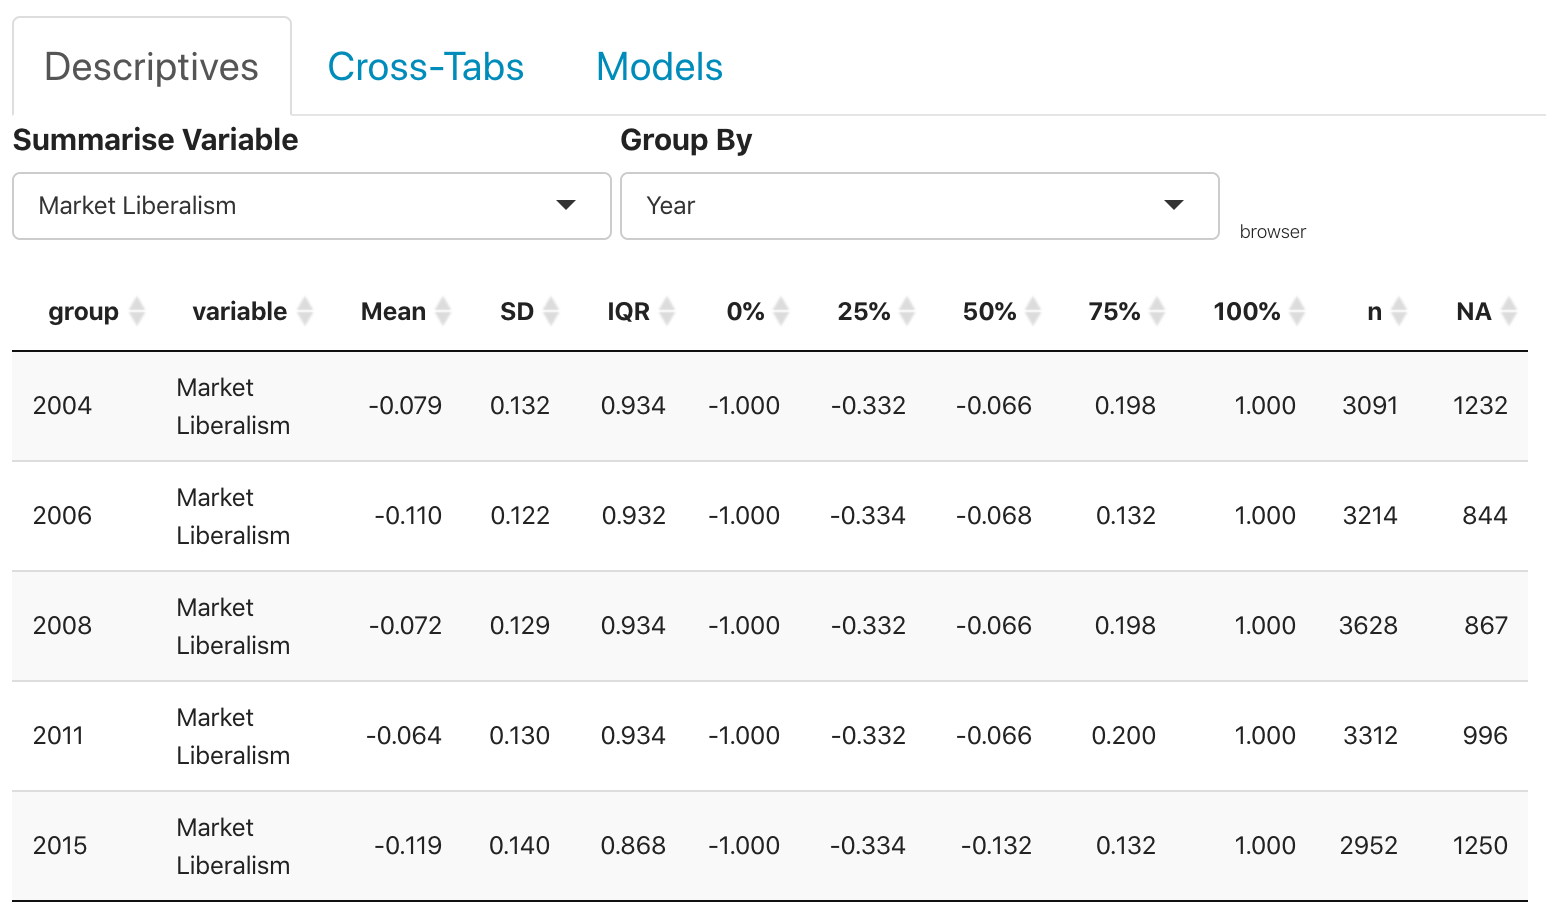 Descriptives Cross-Tabs Models
Summarise Variable Group By
Market Liberalism Year browser
group variable Mean SD IQR 0% 25% 50% 75% 100% n NA
2004 Market Liberalism -0.079 0.132 0.934 -1.000 -0.332 -0.066 0.198 1.000 3091 1232
2006 Market Liberalism -0.110 0.122 0.932 -1.000 -0.334 -0.068 0.132 1.000 3214 844
2008 Market Liberalism -0.072 0.129 0.934 -1.000 -0.332 -0.066 0.198 1.000 3628 867
2011 Market Liberalism -0.064 0.130 0.934 -1.000 -0.332 -0.066 0.200 1.000 3312 996
2015 Market Liberalism -0.119 0.140 0.868 -1.000 -0.334 -0.132 0.132 1.000 2952 1250